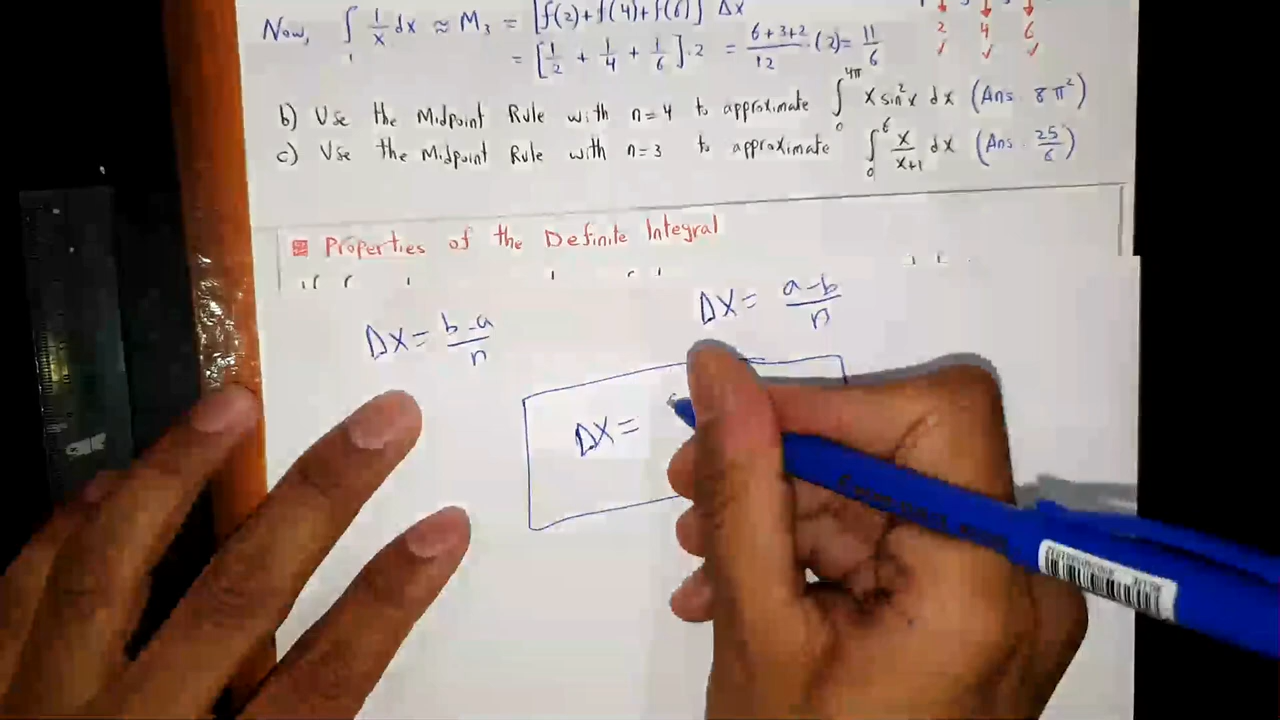 Now, ∫ 1/x dx ≈ M₃ = [f(2)+f(4)+f(6)] Δx
1
= [1/2 + 1/4 + 1/6]·2 = (6+3+2)/12 ·(2) = 11/6
2 4 6
✓ ✓ ✓
b) Use the Midpoint Rule with n=4 to approximate ∫₀^4π x sin²x dx (Ans. 8π²)
c) Use the Midpoint Rule with n=3 to approximate ∫₀^6 x/(x+1) dx (Ans. 25/6)
Properties of the Definite Integral
Δx = (b-a)/n
Δx = (a-b)/n
Δx =